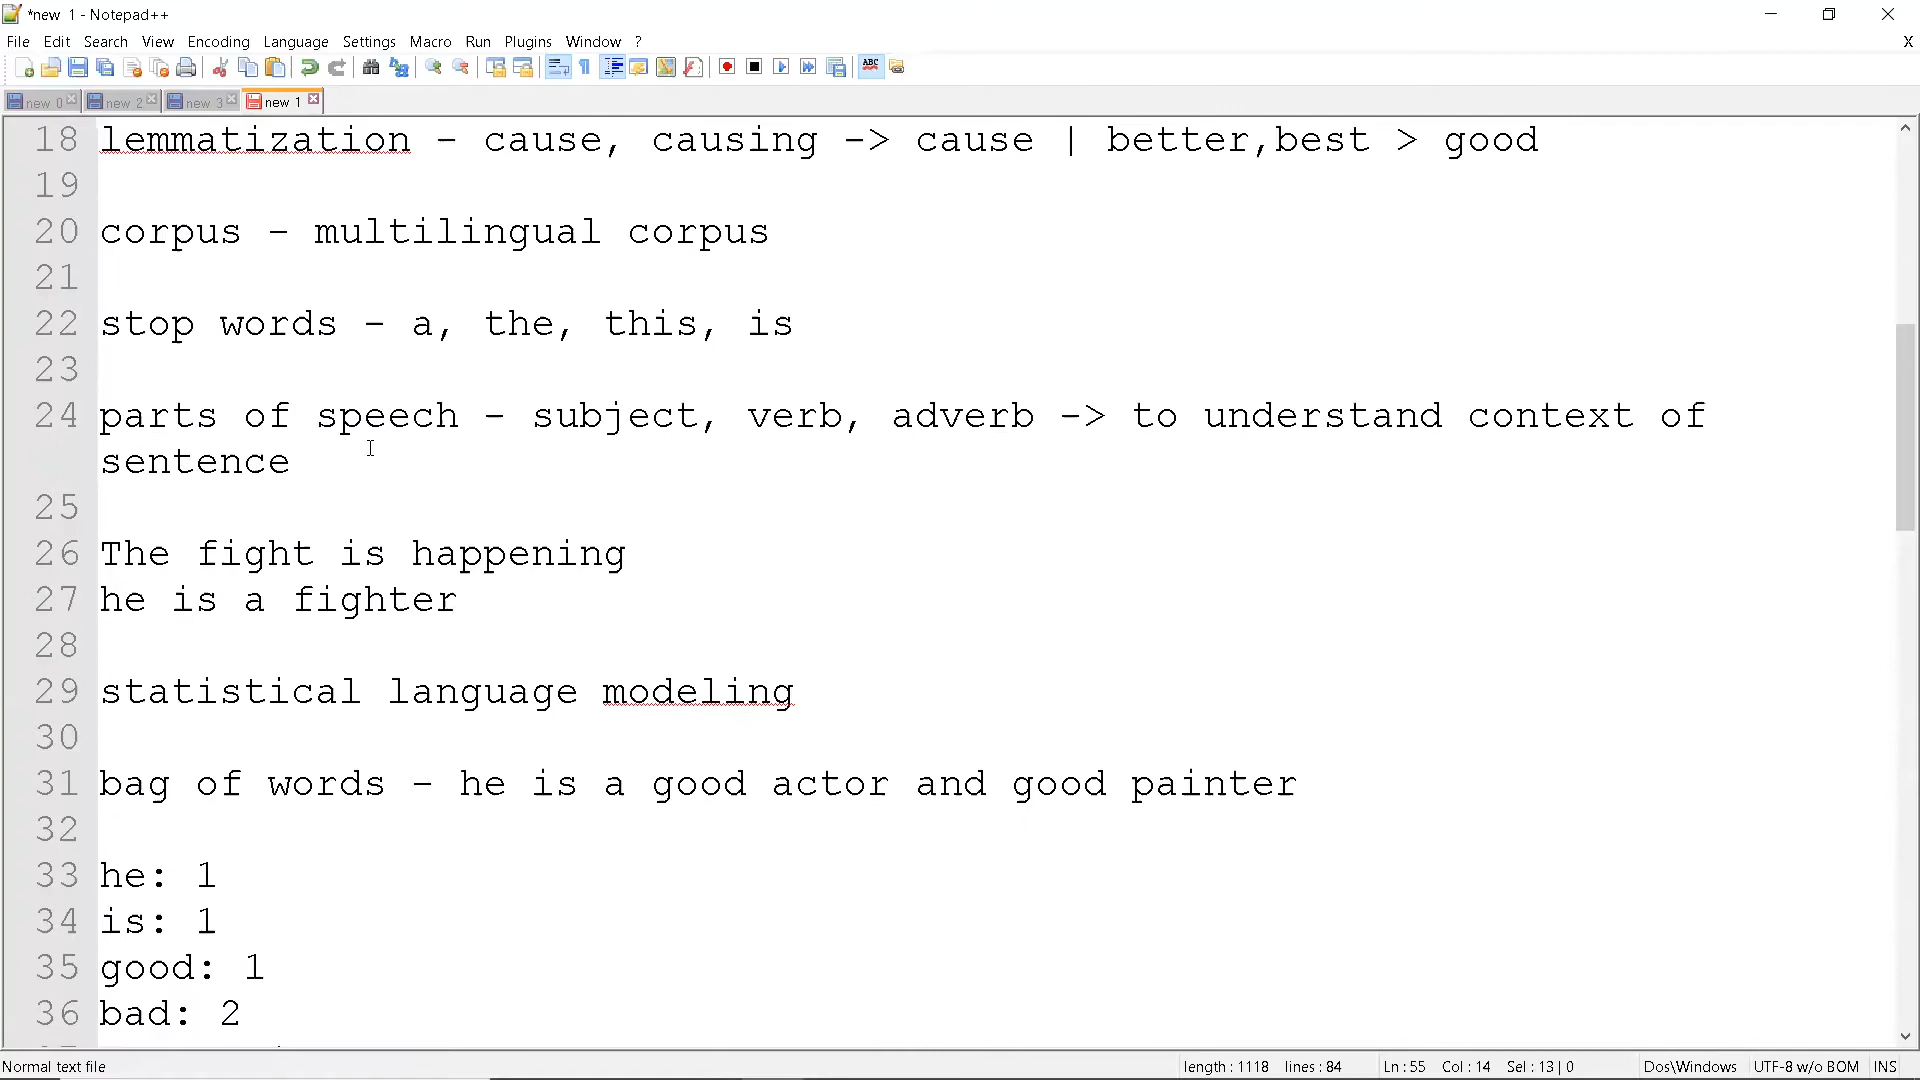 *new 1 - Notepad++
File Edit Search View Encoding Language Settings Macro Run Plugins Window ?
X
ABC
new 0 new 2 new 3 new 1
18 lemmatization - cause, causing -> cause | better,best > good
19
20 corpus - multilingual corpus
21
22 stop words - a, the, this, is
23
24 parts of speech - subject, verb, adverb -> to understand context of
sentence
25
26 The fight is happening
27 he is a fighter
28
29 statistical language modeling
30
31 bag of words - he is a good actor and good painter
32
33 he: 1
34 is: 1
35 good: 1
36 bad: 2
Normal text file length : 1118 lines : 84 Ln : 55 Col : 14 Sel : 13 | 0 Dos\Windows UTF-8 w/o BOM INS